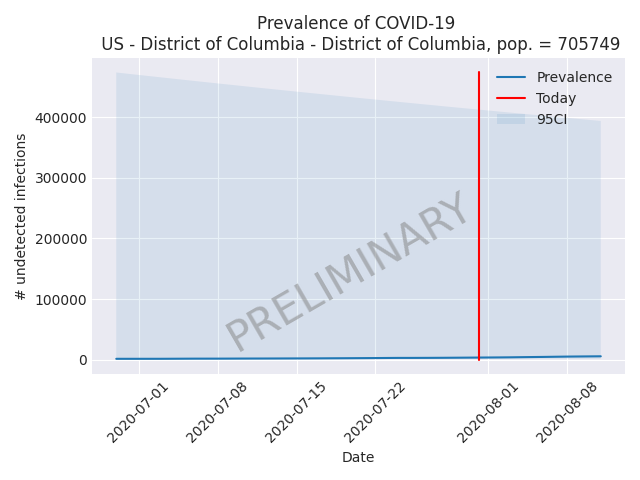 Prevalence of COVID-19
US - District of Columbia - District of Columbia, pop. = 705749
Prevalence
Today
95CI
# undetected infections
400000
300000
200000
100000
0
PRELIMINARY
2020-07-01
2020-07-08
2020-07-15
2020-07-22
2020-08-01
2020-08-08
Date